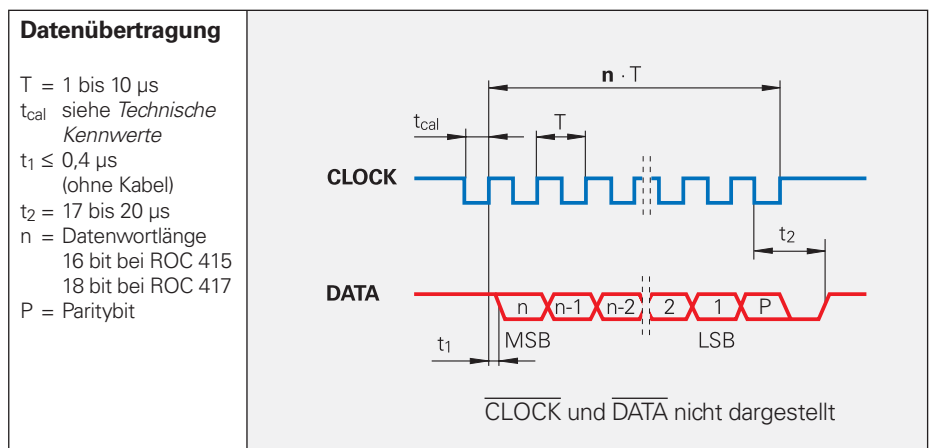 Datenübertragung
T = 1 bis 10 µs
tcal siehe Technische
Kennwerte
t1 ≤ 0,4 µs
(ohne Kabel)
t2 = 17 bis 20 µs
n = Datenwortlänge
16 bit bei ROC 415
18 bit bei ROC 417
P = Paritybit
n · T
tcal T
CLOCK
t2
DATA
n n-1 n-2 2 1 P
t1 MSB LSB
CLOCK und DATA nicht dargestellt